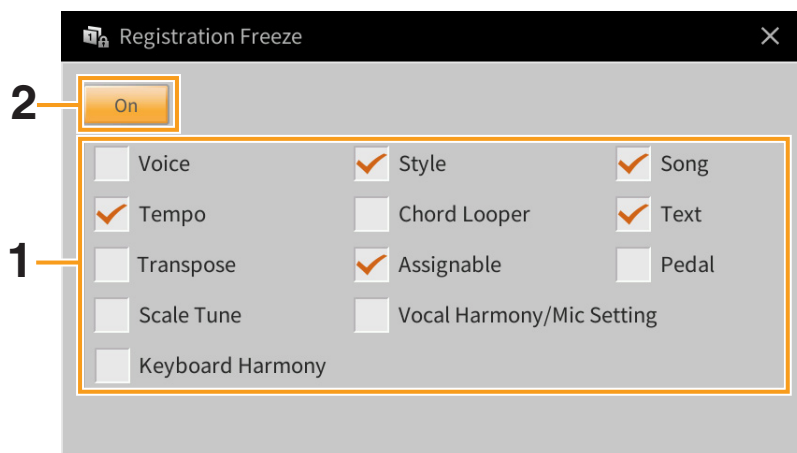 Registration Freeze
2
On
Voice Style Song
Tempo Chord Looper Text
1
Transpose Assignable Pedal
Scale Tune Vocal Harmony/Mic Setting
Keyboard Harmony